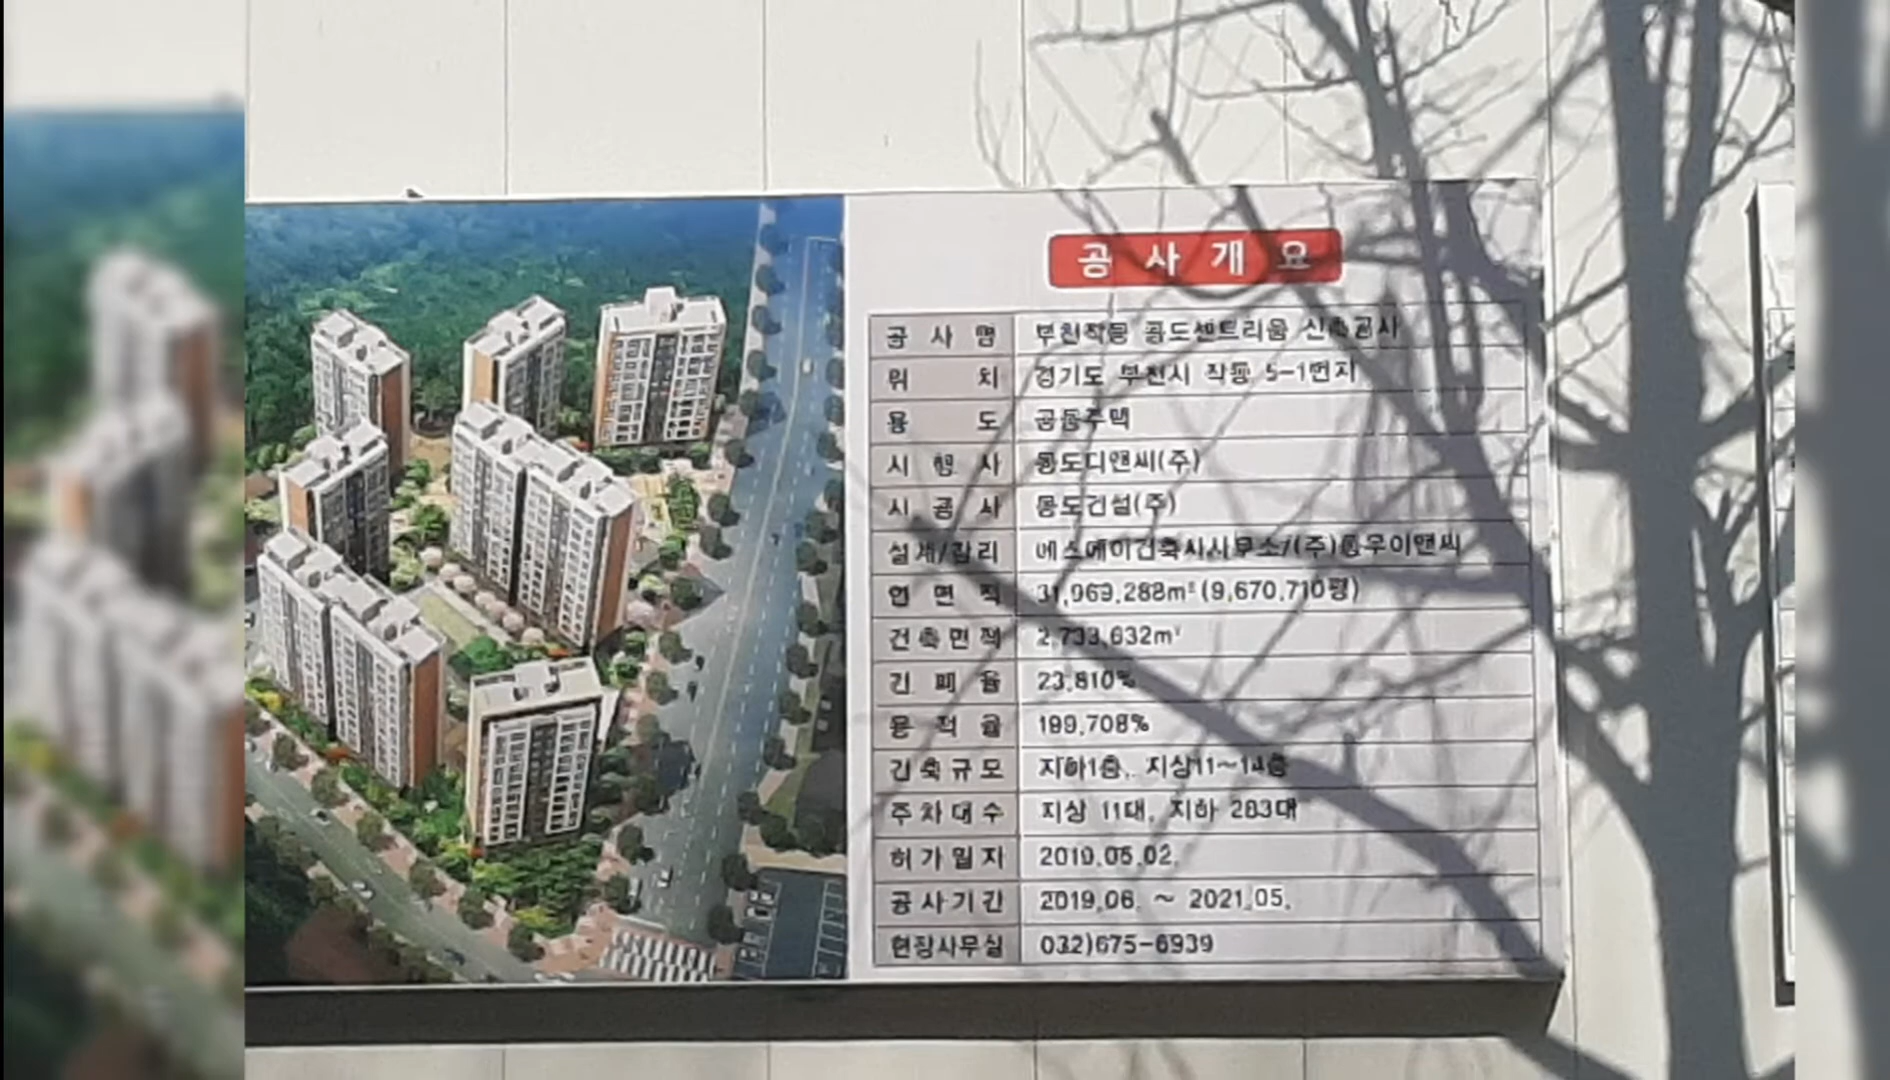 공사개요
공사명 부천작동 동도센트리움 신축공사
위치 경기도 부천시 작동 5-1번지
용도 공동주택
시행사 동도디앤씨(주)
시공사 동도건설(주)
설계/감리 에스에이건축사사무소/(주)동우이앤씨
연면적 31,969.288m² (9,670.710평)
건축면적 2,733.632m²
건폐율 23.810%
용적율 199.708%
건축규모 지하1층, 지상11~14층
주차대수 지상 11대, 지하 283대
허가일자 2019.05.02.
공사기간 2019.06. ~ 2021.05.
현장사무실 032)675-6939